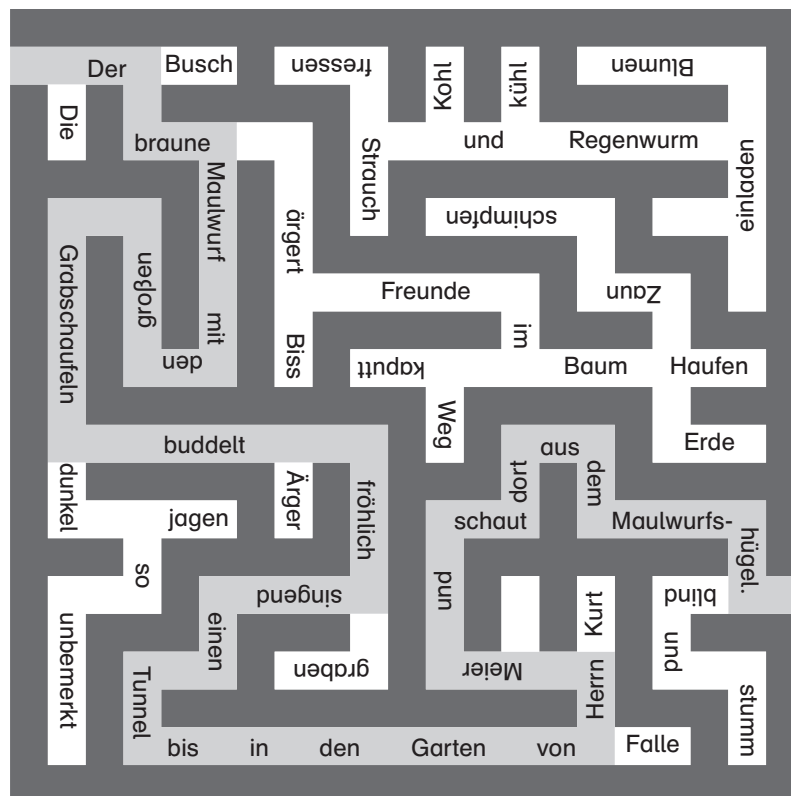 Der
Busch
fressen
Kohl
kühl
Blumen
Die
braune
Strauch
und
Regenwurm
einladen
Maulwurf
ärgert
schimpfen
Grabschaufeln
großen
mit
Freunde
Zaun
im
den
Biss
kaputt
Baum
Haufen
Weg
buddelt
aus
Erde
dunkel
Ärger
fröhlich
dort
dem
jagen
schaut
Maulwurfs-
hügel.
so
singend
und
Kurt
blind
unbemerkt
einen
graben
Meier
und
Tunnel
Herrn
stumm
bis in den Garten von
Falle